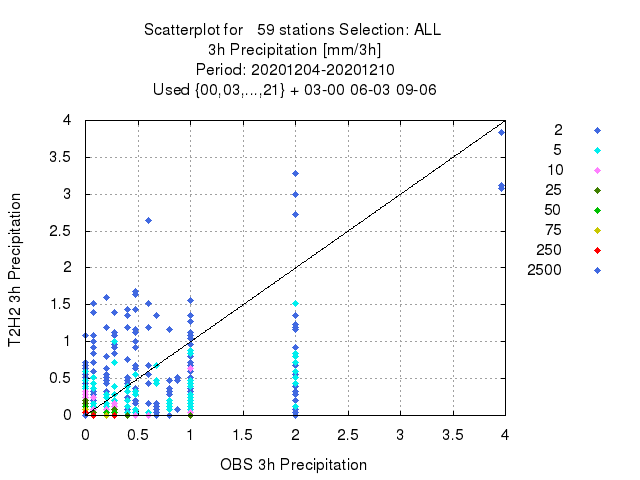 Scatterplot for 59 stations Selection: ALL
3h Precipitation [mm/3h]
Period: 20201204-20201210
Used {00,03,...,21} + 03-00 06-03 09-06
T2H2 3h Precipitation
4
3.5
3
2.5
2
1.5
1
0.5
0
0 0.5 1 1.5 2 2.5 3 3.5 4
OBS 3h Precipitation
2
5
10
25
50
75
250
2500